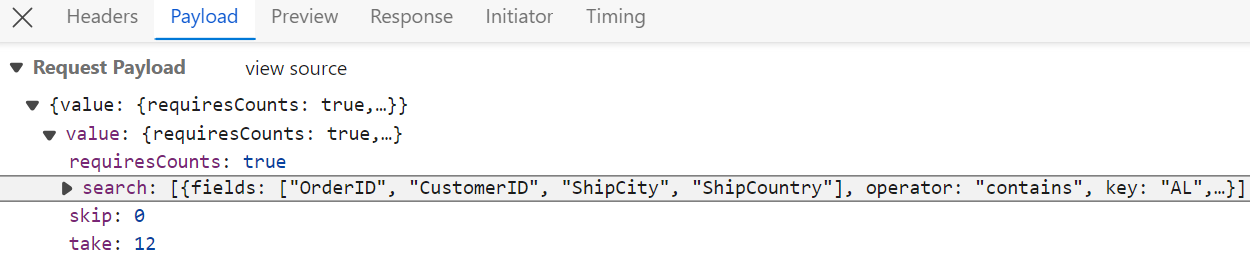 Headers Payload Preview Response Initiator Timing
Request Payload view source
{value: {requiresCounts: true,…}}
value: {requiresCounts: true,…}
requiresCounts: true
search: [{fields: ["OrderID", "CustomerID", "ShipCity", "ShipCountry"], operator: "contains", key: "AL",…}]
skip: 0
take: 12